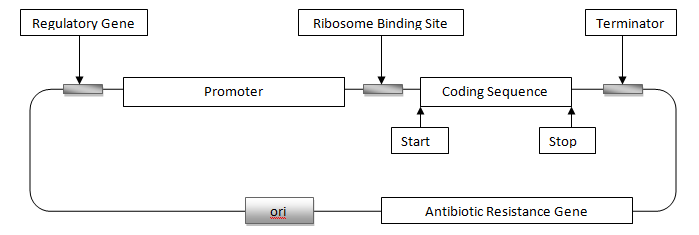 Regulatory Gene
Ribosome Binding Site
Terminator
Promoter
Coding Sequence
Start
Stop
ori
Antibiotic Resistance Gene